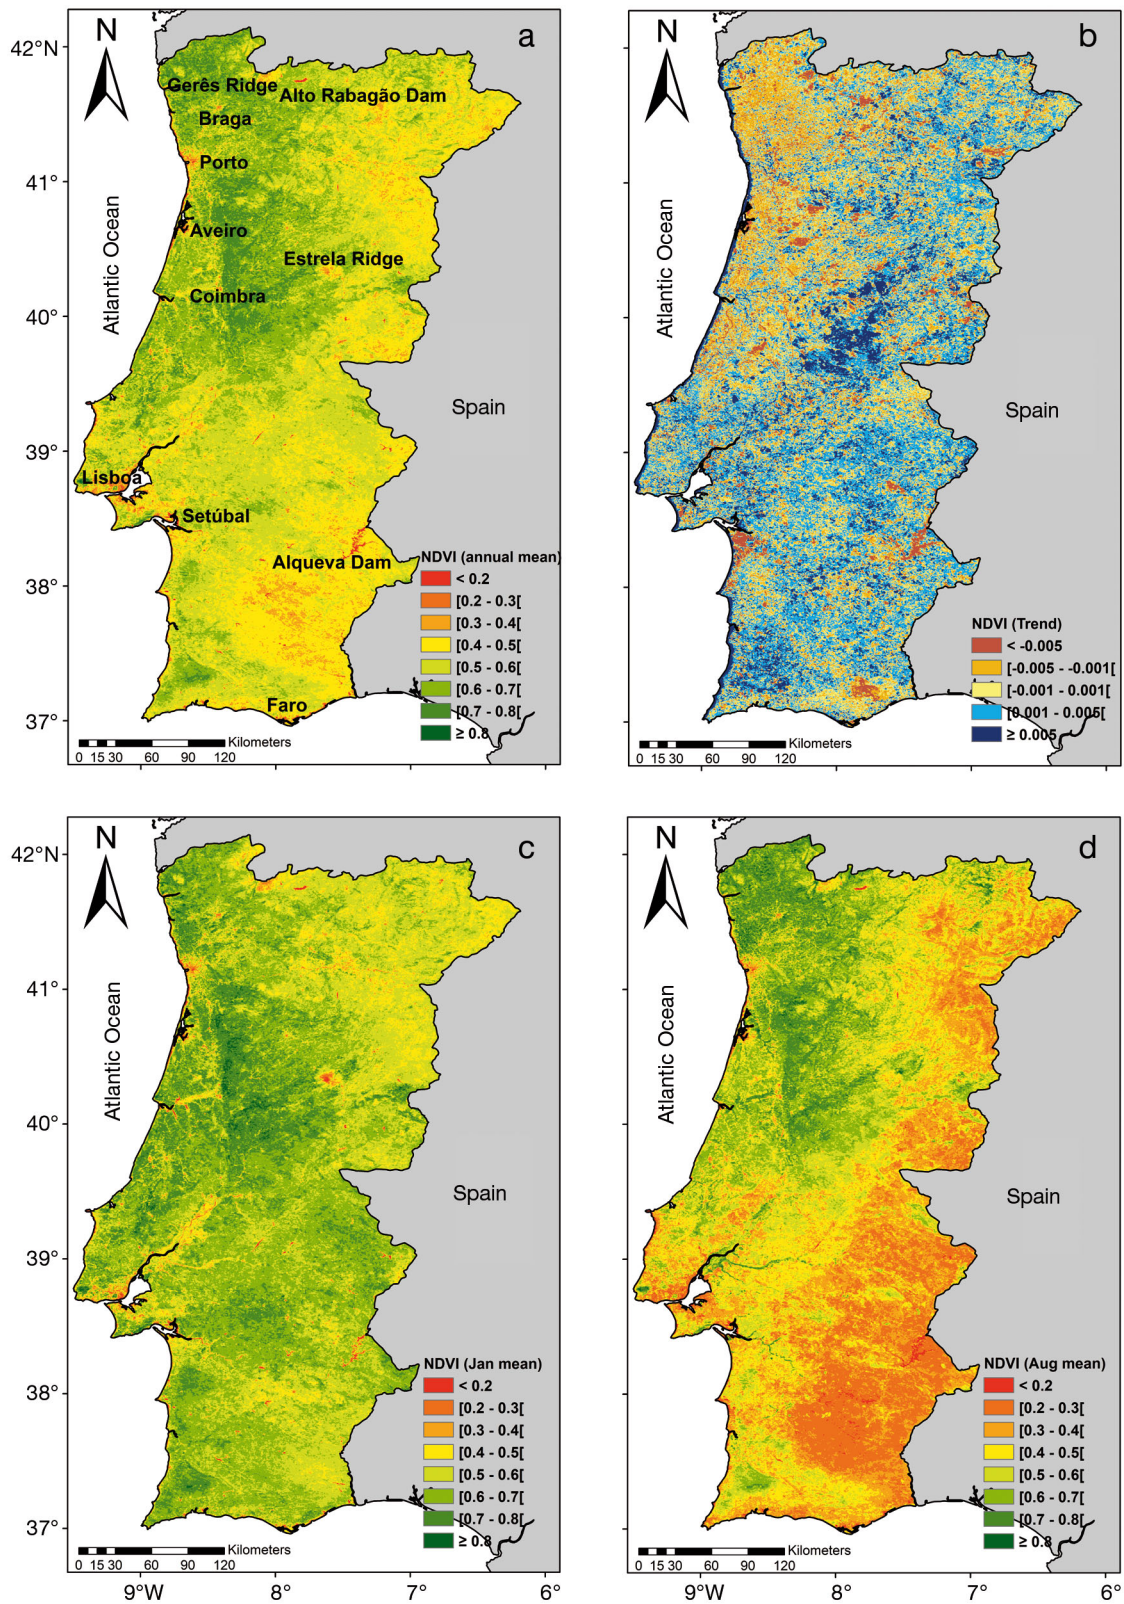 a
N
42°N
41°
40°
39°
38°
37°
Gerês Ridge
Alto Rabagão Dam
Braga
Porto
Aveiro
Estrela Ridge
Coimbra
Lisboa
Setúbal
Alqueva Dam
Faro
Atlantic Ocean
Spain
NDVI (annual mean)
< 0.2
[0.2 - 0.3[
[0.3 - 0.4[
[0.4 - 0.5[
[0.5 - 0.6[
[0.6 - 0.7[
[0.7 - 0.8[
≥ 0.8
Kilometers
0 15 30 60 90 120
b
N
Atlantic Ocean
Spain
NDVI (Trend)
< -0.005
[-0.005 - -0.001[
[-0.001 - 0.001[
[0.001 - 0.005[
≥ 0.005
Kilometers
0 15 30 60 90 120
c
N
42°N
41°
40°
39°
38°
37°
Atlantic Ocean
Spain
NDVI (Jan mean)
< 0.2
[0.2 - 0.3[
[0.3 - 0.4[
[0.4 - 0.5[
[0.5 - 0.6[
[0.6 - 0.7[
[0.7 - 0.8[
≥ 0.8
Kilometers
0 15 30 60 90 120
9°W 8° 7° 6°
d
N
Atlantic Ocean
Spain
NDVI (Aug mean)
< 0.2
[0.2 - 0.3[
[0.3 - 0.4[
[0.4 - 0.5[
[0.5 - 0.6[
[0.6 - 0.7[
[0.7 - 0.8[
≥ 0.8
Kilometers
0 15 30 60 90 120
9°W 8° 7° 6°